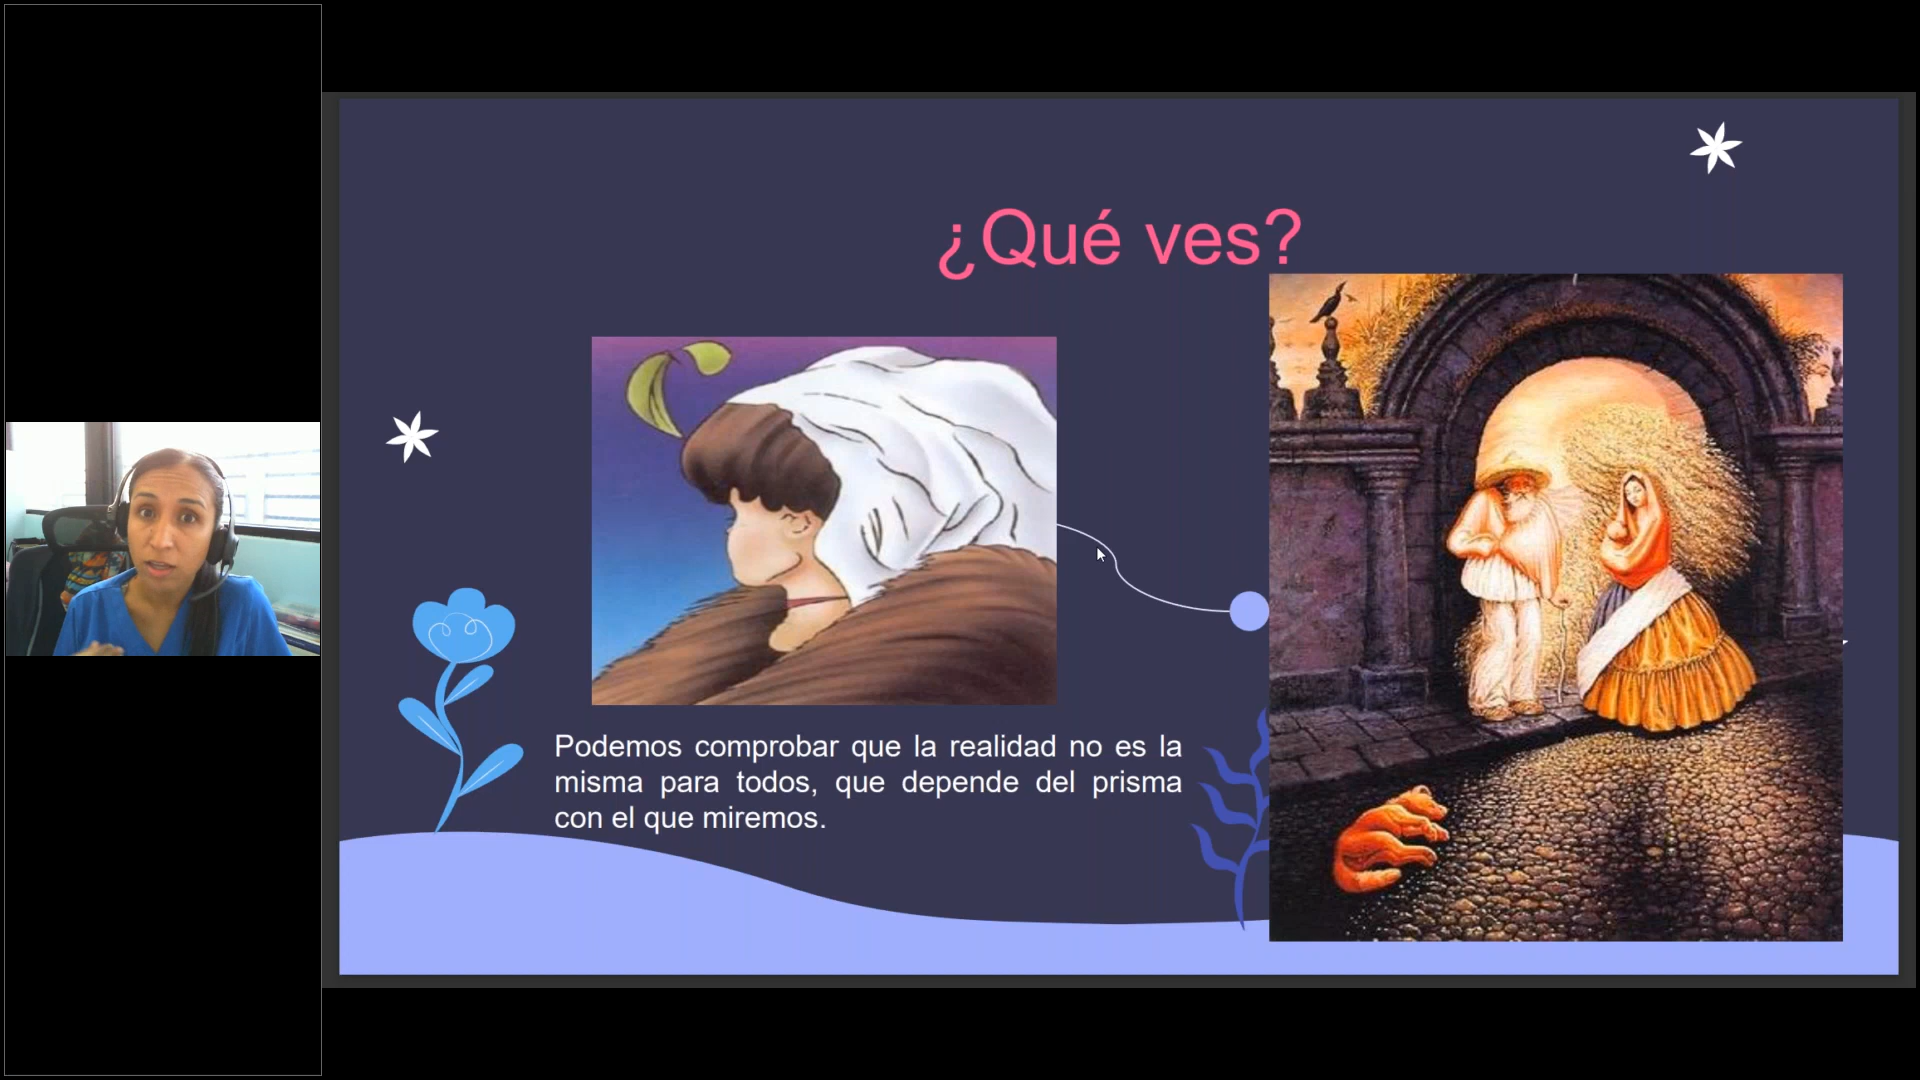 ¿Qué ves?
Podemos comprobar que la realidad no es la
misma para todos, que depende del prisma
con el que miremos.